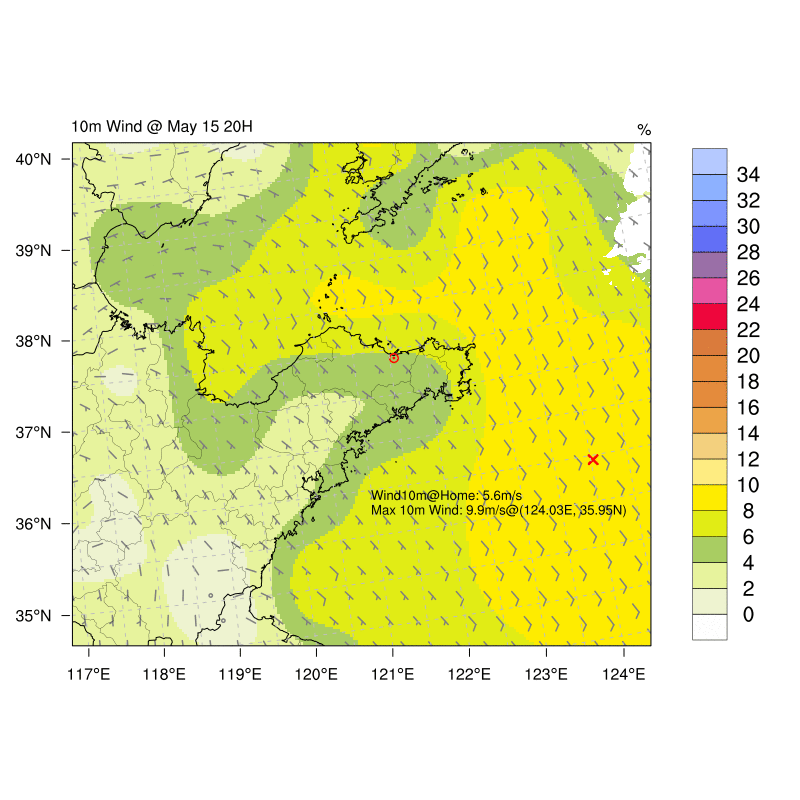 10m Wind @ May 15 20H
%
40°N
39°N
38°N
37°N
36°N
35°N
117°E 118°E 119°E 120°E 121°E 122°E 123°E 124°E
Wind10m@Home: 5.6m/s
Max 10m Wind: 9.9m/s@(124.03E, 35.95N)
34
32
30
28
26
24
22
20
18
16
14
12
10
8
6
4
2
0